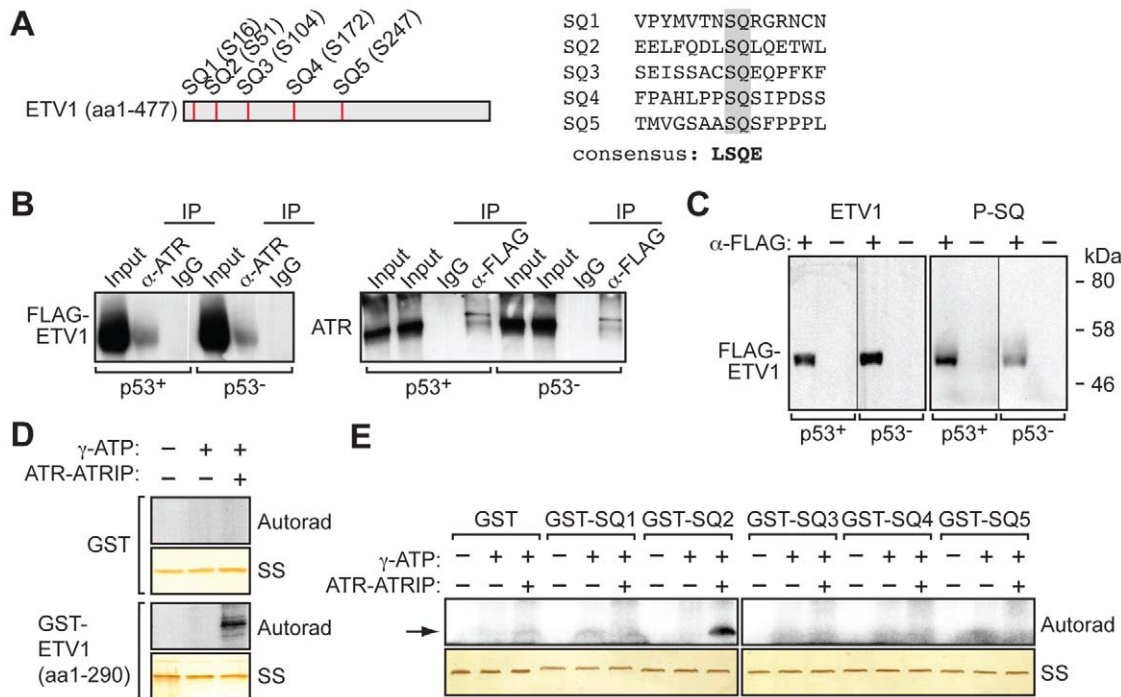 A
SQ1 (S16)
SQ2 (S51)
SQ3 (S104)
SQ4 (S172)
SQ5 (S247)
ETV1 (aa1-477)
SQ1 VPYMVTNSQRGRNCN
SQ2 EELFQDLSQLQETWL
SQ3 SEISSACSQEQPFKF
SQ4 FPAHLPPSQSIPDSS
SQ5 TMVGSAASQSFPPPL
consensus: LSQE
B
IP IP
Input α-ATR IgG Input α-ATR IgG
FLAG-
ETV1
p53+ p53-
IP IP
Input Input IgG α-FLAG Input Input IgG α-FLAG
ATR
p53+ p53-
C
ETV1 P-SQ
α-FLAG: + − + − + − + −
kDa
- 80
- 58
- 46
FLAG-
ETV1
p53+ p53- p53+ p53-
D
γ-ATP: − + +
ATR-ATRIP: − − +
GST
Autorad
SS
GST-
ETV1
(aa1-290)
Autorad
SS
E
GST GST-SQ1 GST-SQ2 GST-SQ3 GST-SQ4 GST-SQ5
γ-ATP: − + + − + + − + + − + + − + + − + +
ATR-ATRIP: − − + − − + − − + − − + − − + − − +
Autorad
SS